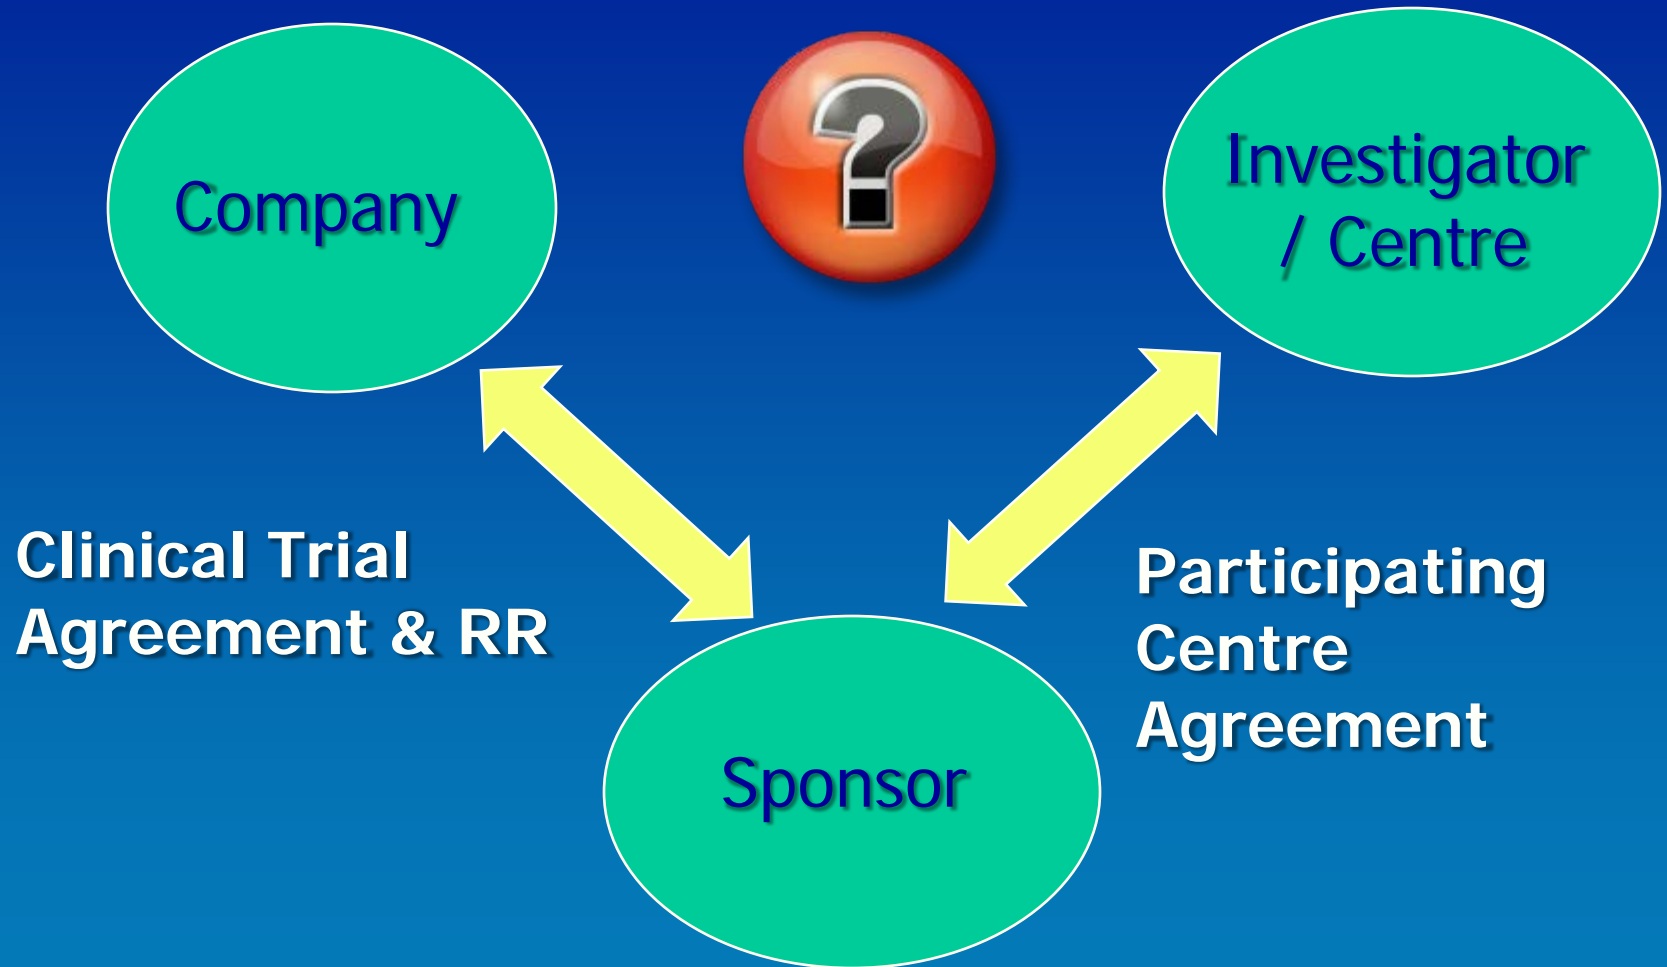 Company
?
Investigator
/ Centre
Clinical Trial
Agreement & RR
Participating
Centre
Agreement
Sponsor